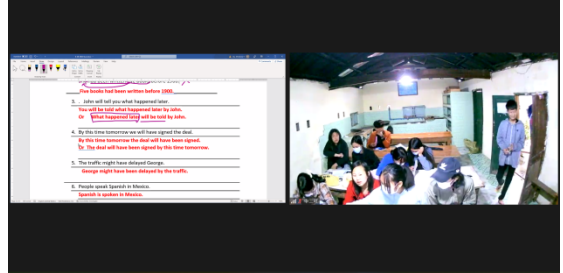 Five books had been written before 1900.
3. . John will tell you what happened later.
You will be told what happened later by John.
Or What happened later will be told by John.
4. By this time tomorrow we will have signed the deal.
By this time tomorrow the deal will have been signed.
Or The deal will have been signed by this time tomorrow.
5. The traffic might have delayed George.
George might have been delayed by the traffic.
6. People speak Spanish in Mexico.
Spanish is spoken in Mexico.